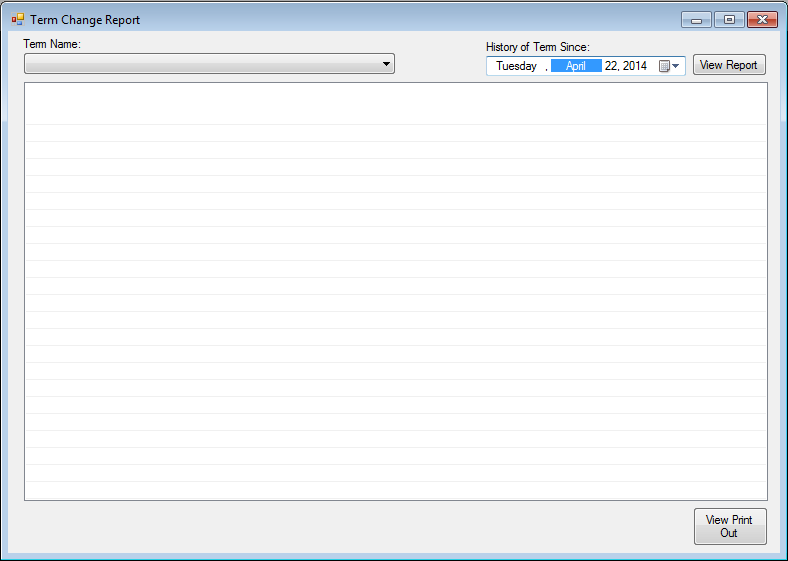 Term Change Report
Term Name:
History of Term Since:
Tuesday , April 22, 2014
View Report
View Print
Out